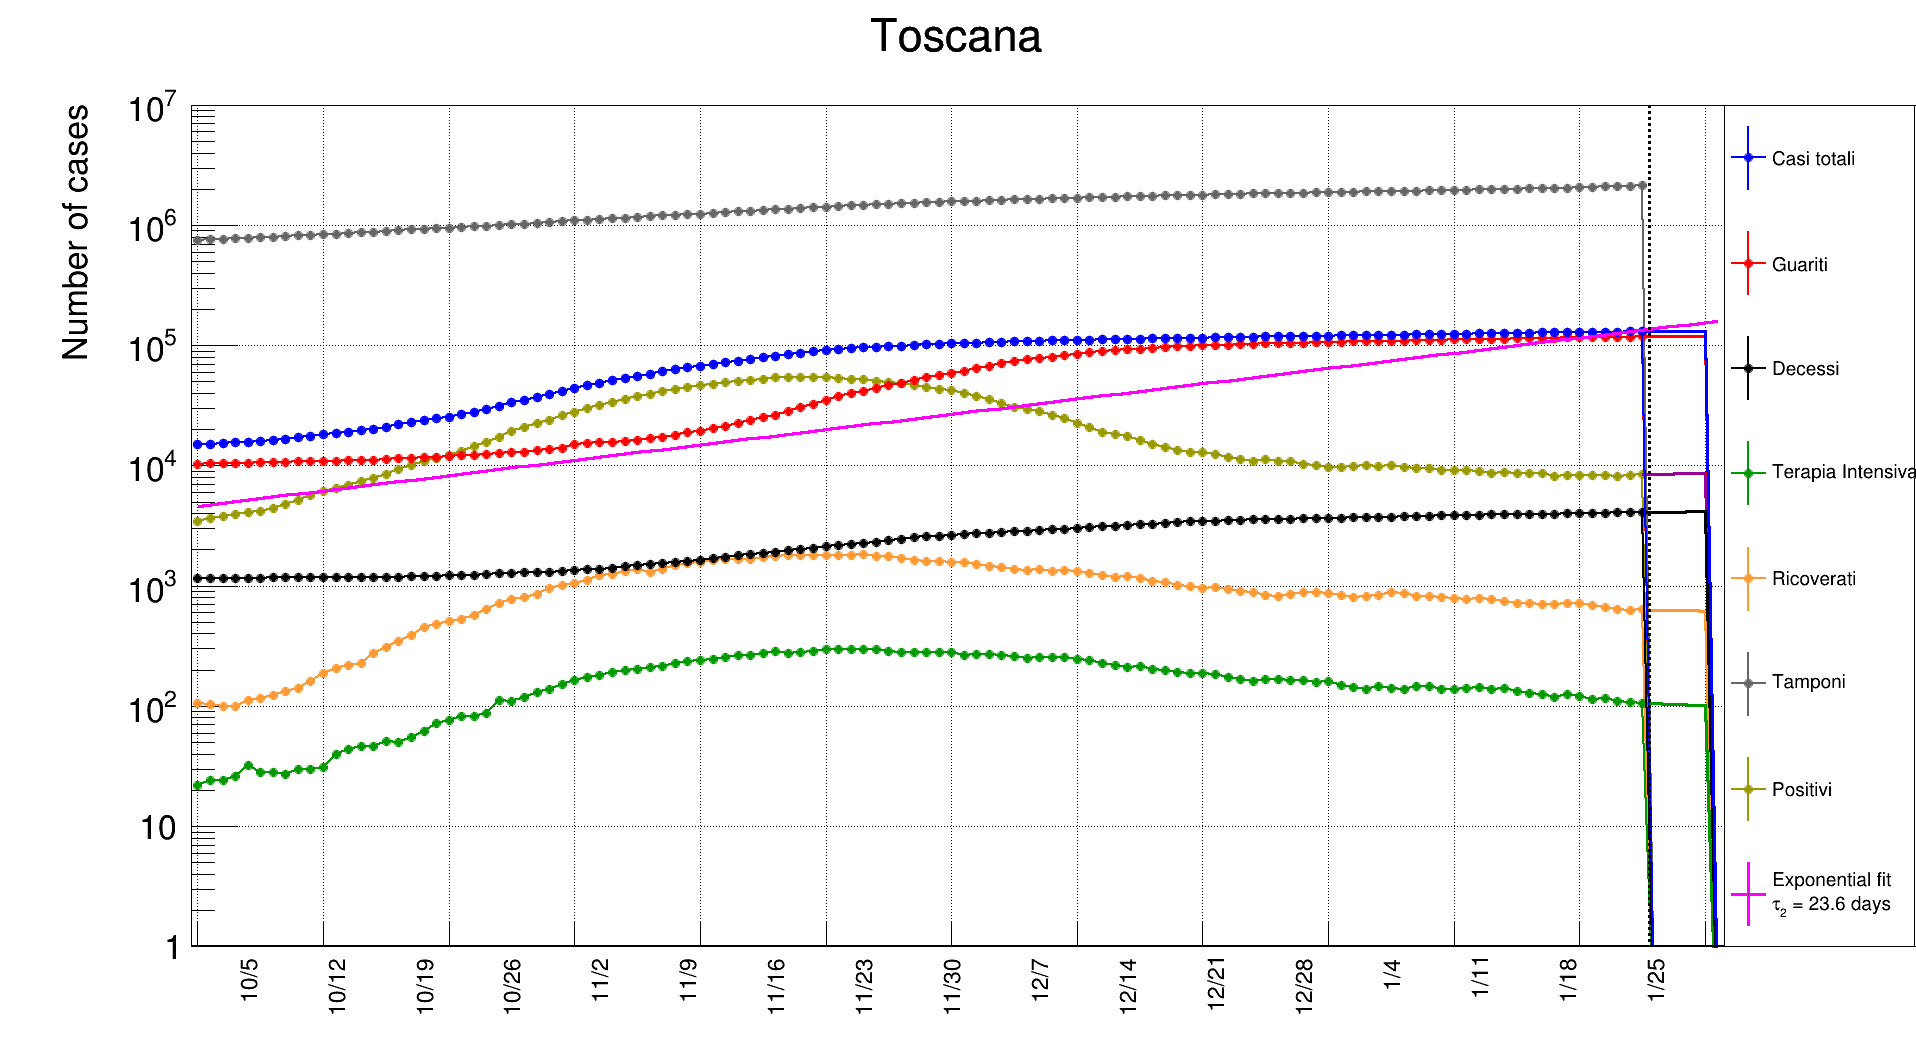 Toscana
Number of cases
10^7
10^6
10^5
10^4
10^3
10^2
10
1
10/5 10/12 10/19 10/26 11/2 11/9 11/16 11/23 11/30 12/7 12/14 12/21 12/28 1/4 1/11 1/18 1/25
Casi totali
Guariti
Decessi
Terapia Intensiva
Ricoverati
Tamponi
Positivi
Exponential fit
τ₂ = 23.6 days